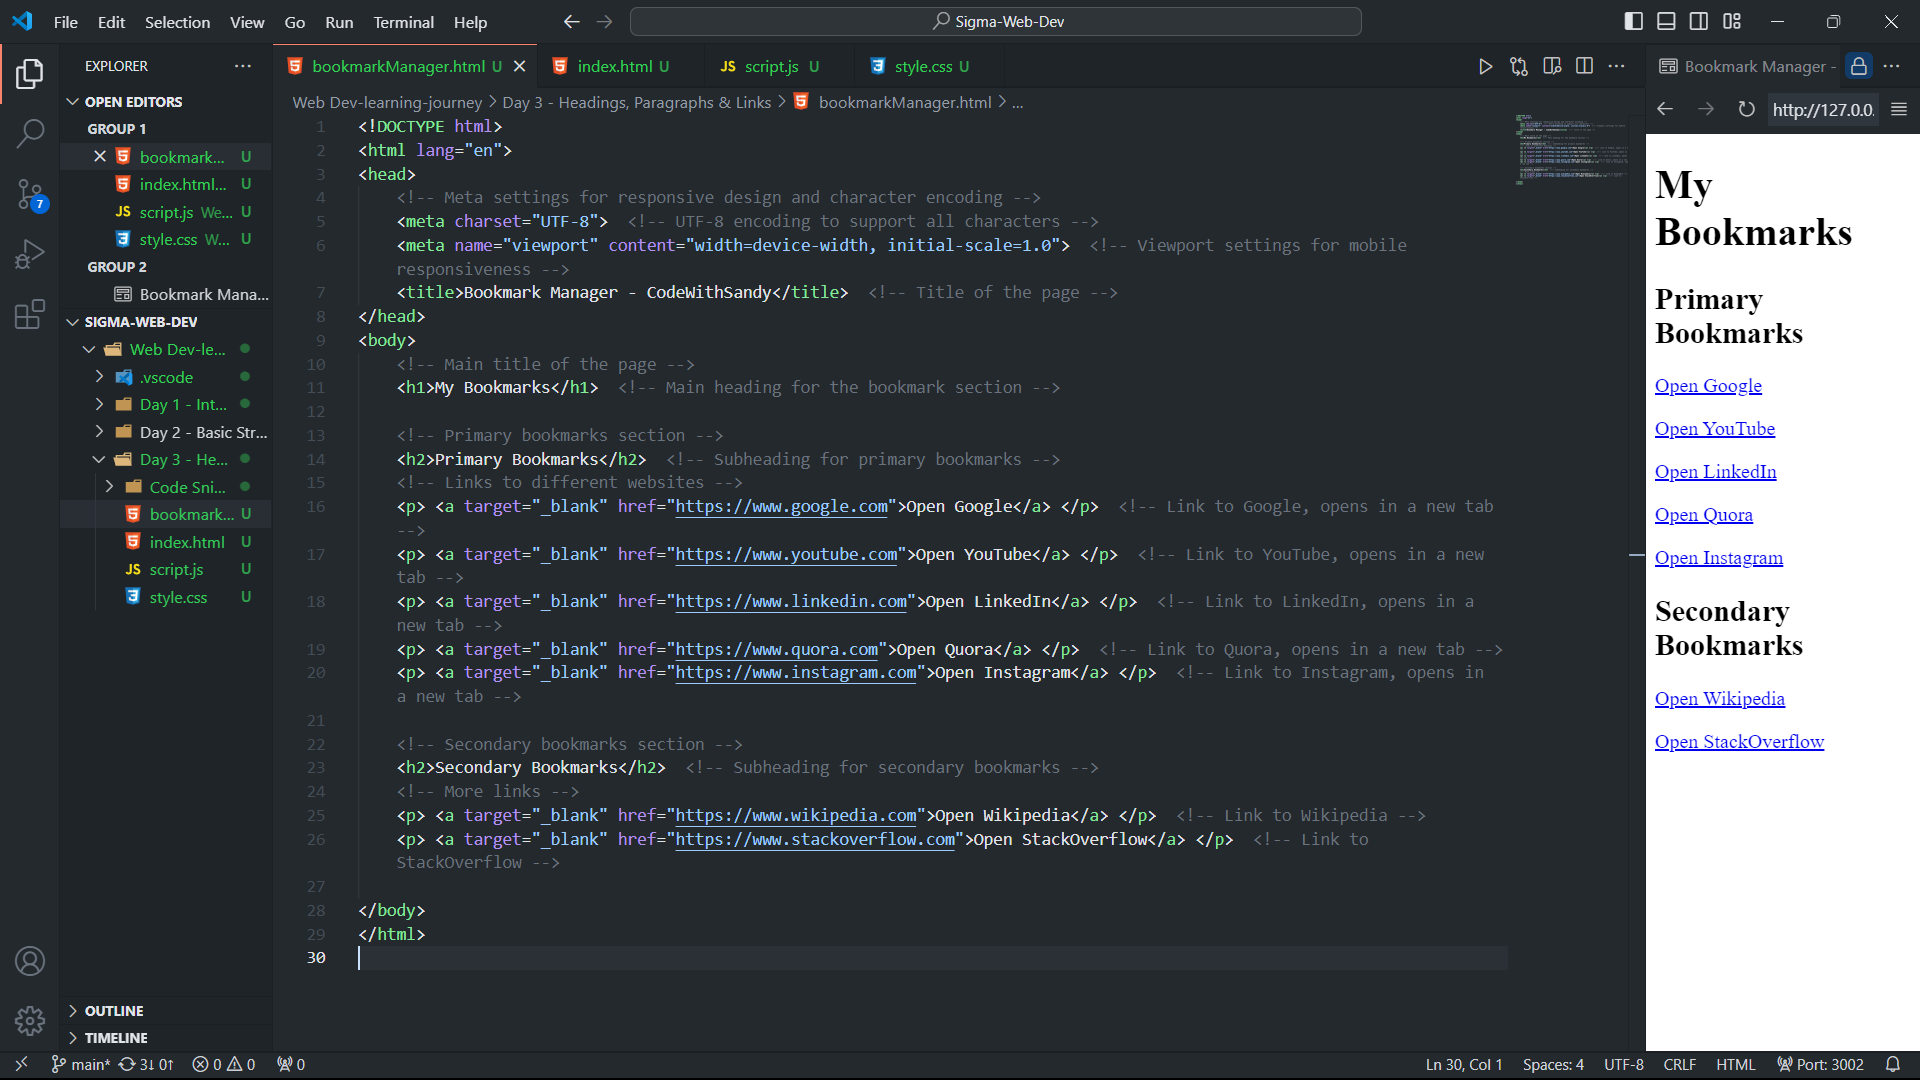 File Edit Selection View Go Run Terminal Help
Sigma-Web-Dev
EXPLORER
OPEN EDITORS
GROUP 1
bookmark... U
index.html... U
JS script.js We... U
style.css W... U
GROUP 2
Bookmark Mana...
SIGMA-WEB-DEV
Web Dev-le...
.vscode
Day 1 - Int...
Day 2 - Basic Str...
Day 3 - He...
Code Sni...
bookmark... U
index.html U
JS script.js U
style.css U
OUTLINE
TIMELINE
7
bookmarkManager.html U
index.html U
JS script.js U
style.css U
Web Dev-learning-journey > Day 3 - Headings, Paragraphs & Links > bookmarkManager.html > ...
1 <!DOCTYPE html>
2 <html lang="en">
3 <head>
4 <!-- Meta settings for responsive design and character encoding -->
5 <meta charset="UTF-8"> <!-- UTF-8 encoding to support all characters -->
6 <meta name="viewport" content="width=device-width, initial-scale=1.0"> <!-- Viewport settings for mobile
responsiveness -->
7 <title>Bookmark Manager - CodeWithSandy</title> <!-- Title of the page -->
8 </head>
9 <body>
10 <!-- Main title of the page -->
11 <h1>My Bookmarks</h1> <!-- Main heading for the bookmark section -->
12
13 <!-- Primary bookmarks section -->
14 <h2>Primary Bookmarks</h2> <!-- Subheading for primary bookmarks -->
15 <!-- Links to different websites -->
16 <p> <a target="_blank" href="https://www.google.com">Open Google</a> </p> <!-- Link to Google, opens in a new tab
-->
17 <p> <a target="_blank" href="https://www.youtube.com">Open YouTube</a> </p> <!-- Link to YouTube, opens in a new
tab -->
18 <p> <a target="_blank" href="https://www.linkedin.com">Open LinkedIn</a> </p> <!-- Link to LinkedIn, opens in a
new tab -->
19 <p> <a target="_blank" href="https://www.quora.com">Open Quora</a> </p> <!-- Link to Quora, opens in a new tab -->
20 <p> <a target="_blank" href="https://www.instagram.com">Open Instagram</a> </p> <!-- Link to Instagram, opens in
a new tab -->
21
22 <!-- Secondary bookmarks section -->
23 <h2>Secondary Bookmarks</h2> <!-- Subheading for secondary bookmarks -->
24 <!-- More links -->
25 <p> <a target="_blank" href="https://www.wikipedia.com">Open Wikipedia</a> </p> <!-- Link to Wikipedia -->
26 <p> <a target="_blank" href="https://www.stackoverflow.com">Open StackOverflow</a> </p> <!-- Link to
StackOverflow -->
27
28 </body>
29 </html>
30
Bookmark Manager -
http://127.0.0.
My
Bookmarks
Primary
Bookmarks
Open Google
Open YouTube
Open LinkedIn
Open Quora
Open Instagram
Secondary
Bookmarks
Open Wikipedia
Open StackOverflow
main* 3↓ 0↑ 0 0 0
Ln 30, Col 1 Spaces: 4 UTF-8 CRLF HTML Port: 3002